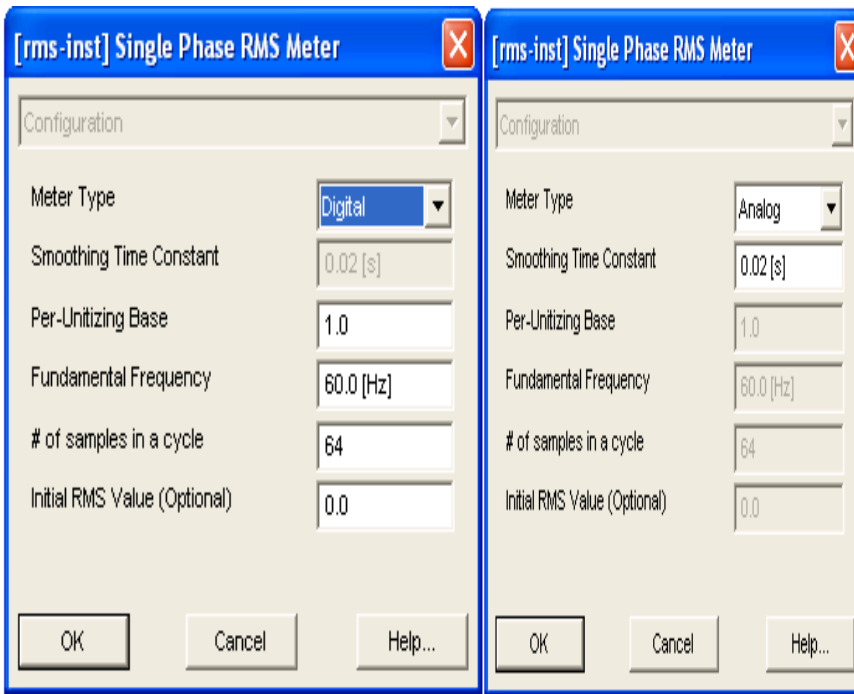 [rms-inst] Single Phase RMS Meter
Configuration
Meter Type
Digital
Smoothing Time Constant
0.02 [s]
Per-Unitizing Base
1.0
Fundamental Frequency
60.0 [Hz]
# of samples in a cycle
64
Initial RMS Value (Optional)
0.0
OK
Cancel
Help...
[rms-inst] Single Phase RMS Meter
Configuration
Meter Type
Analog
Smoothing Time Constant
0.02 [s]
Per-Unitizing Base
1.0
Fundamental Frequency
60.0 [Hz]
# of samples in a cycle
64
Initial RMS Value (Optional)
0.0
OK
Cancel
Help...